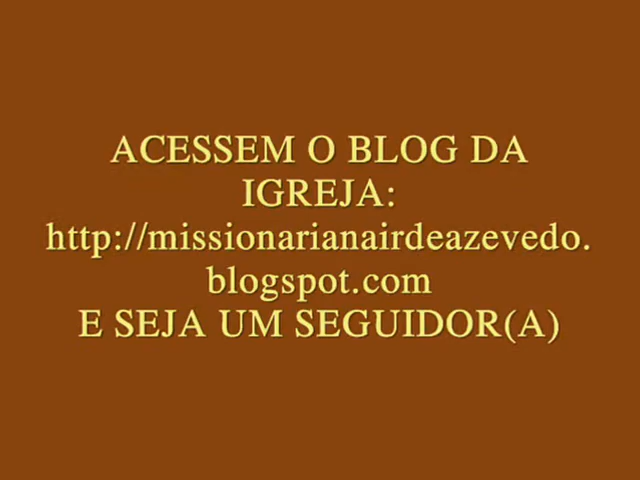 ACESSEM O BLOG DA
IGREJA:
http://missionarianairdeazevedo.
blogspot.com
E SEJA UM SEGUIDOR(A)